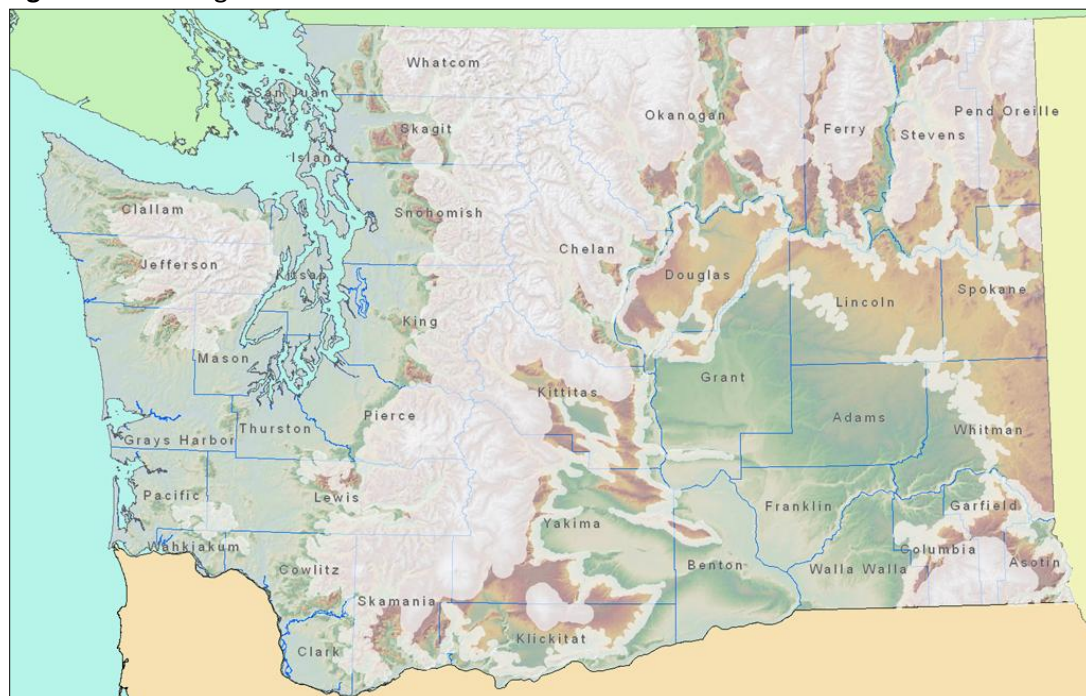 Whatcom
San Juan
Okanogan
Pend Oreille
Ferry
Stevens
Skagit
Island
Clallam
Snohomish
Chelan
Jefferson
Kitsap
Douglas
Lincoln
Spokane
King
Mason
Grant
Kittitas
Pierce
Adams
Thurston
Whitman
Grays Harbor
Lewis
Pacific
Franklin
Garfield
Yakima
Wahkiakum
Columbia
Benton
Walla Walla
Asotin
Cowlitz
Skamania
Klickitat
Clark